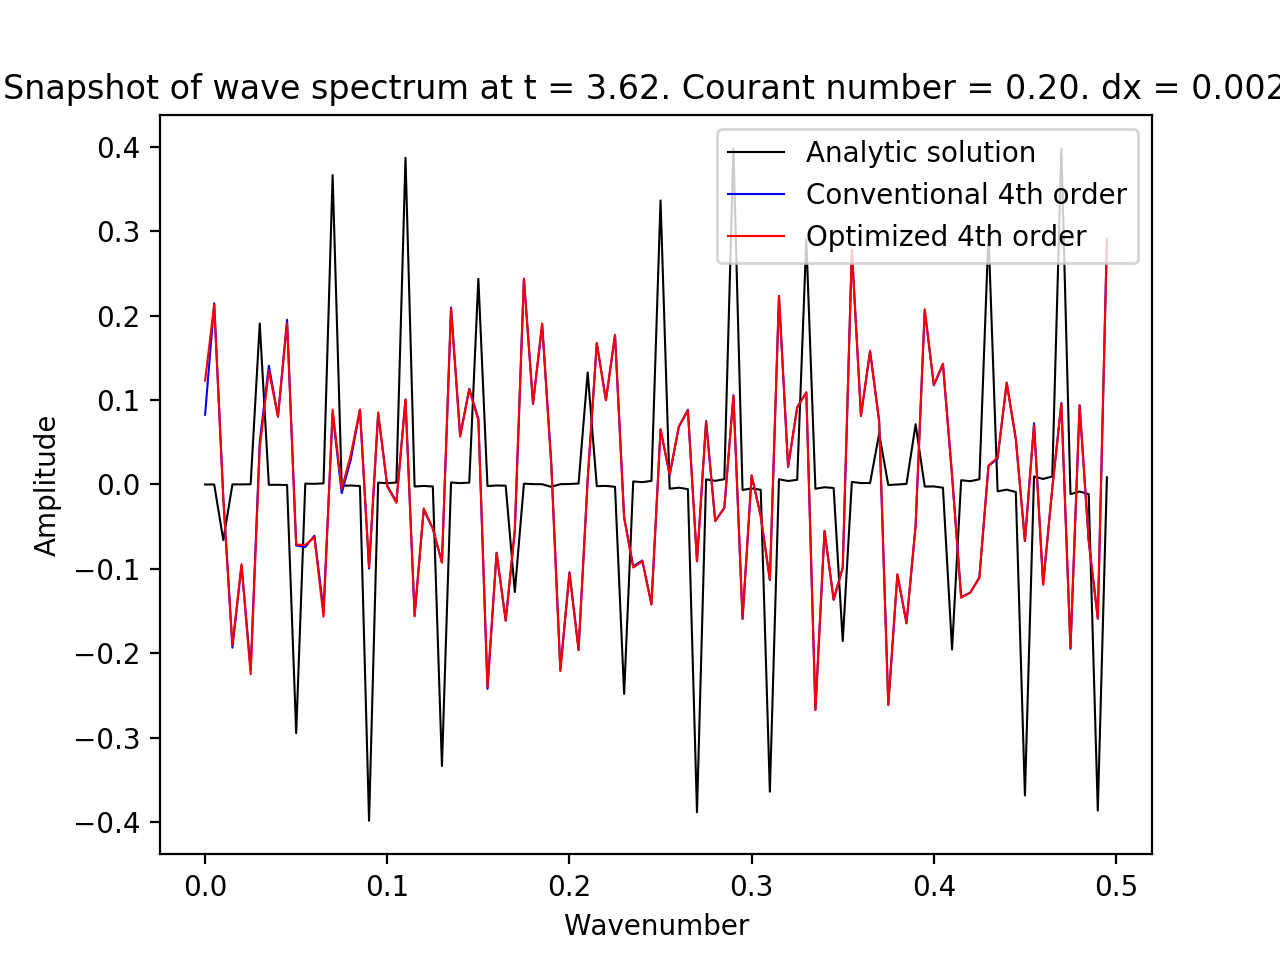 Snapshot of wave spectrum at t = 3.62. Courant number = 0.20. dx = 0.002
Analytic solution
Conventional 4th order
Optimized 4th order
Amplitude
0.4
0.3
0.2
0.1
0.0
−0.1
−0.2
−0.3
−0.4
0.0 0.1 0.2 0.3 0.4 0.5
Wavenumber